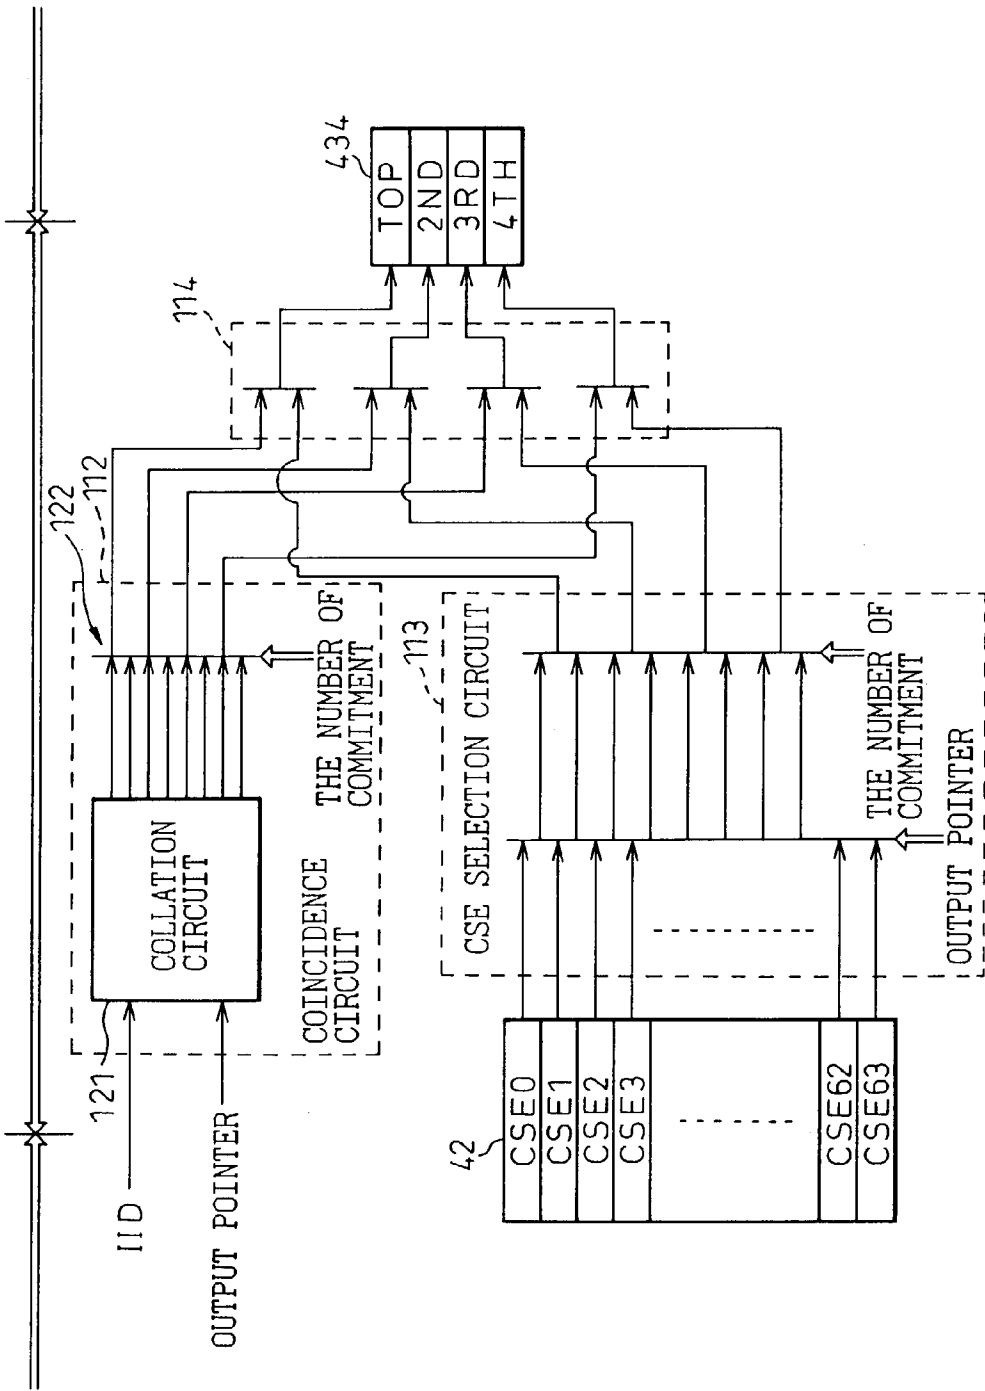 IID
OUTPUT POINTER
121
COLLATION
CIRCUIT
COINCIDENCE
CIRCUIT
THE NUMBER OF
COMMITMENT
122
112
114
434
TOP
2ND
3RD
4TH
42
CSE0
CSE1
CSE2
CSE3
CSE62
CSE63
CSE SELECTION CIRCUIT
113
OUTPUT POINTER
THE NUMBER OF
COMMITMENT